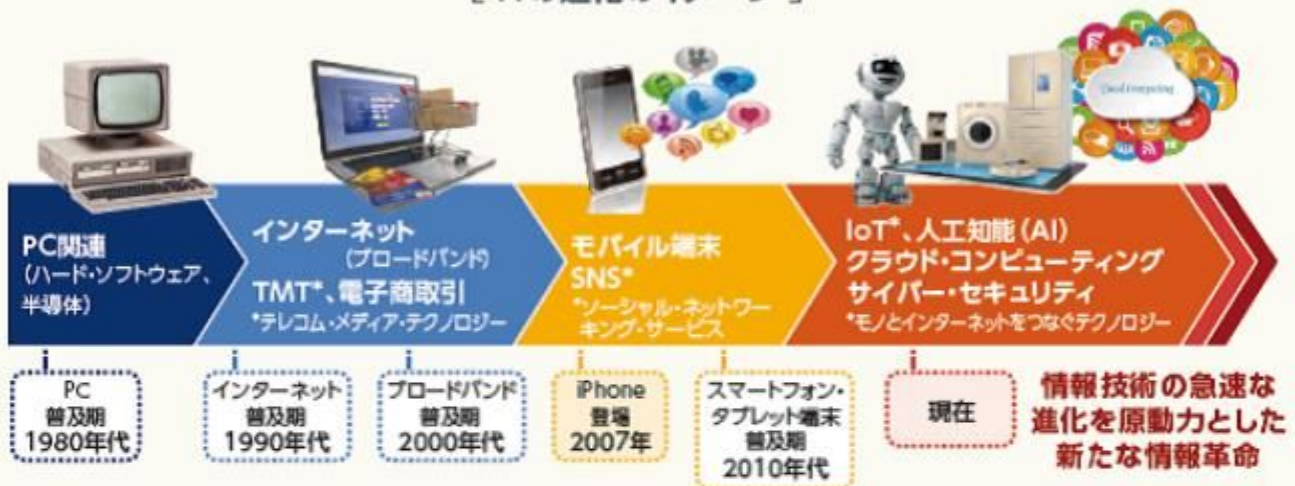 PC関連
(ハード・ソフトウェア、
半導体)
インターネット
(ブロードバンド)
TMT*、電子商取引
*テレコム・メディア・テクノロジー
モバイル端末
SNS*
*ソーシャル・ネットワー
キング・サービス
Cloud Computing
IoT*、人工知能(AI)
クラウド・コンピューティング
サイバー・セキュリティ
*モノとインターネットをつなぐテクノロジー
PC
普及期
1980年代
インターネット
普及期
1990年代
ブロードバンド
普及期
2000年代
iPhone
登場
2007年
スマートフォン・
タブレット端末
普及期
2010年代
現在
情報技術の急速な
進化を原動力とした
新たな情報革命